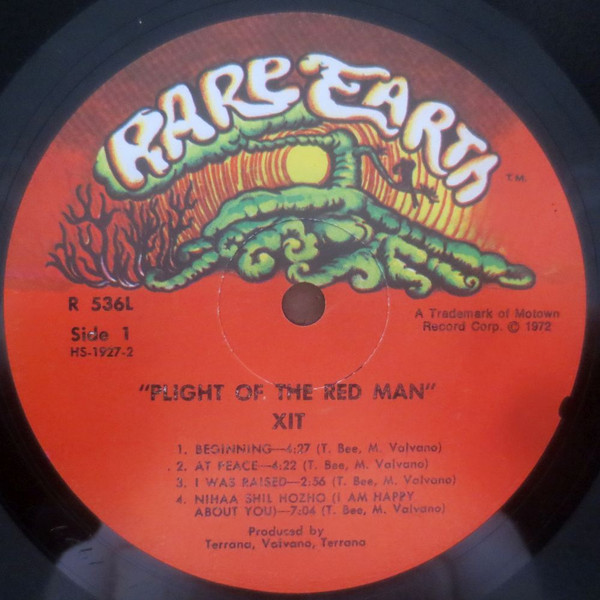 RARE EARTH
T.M.
R 536L
Side 1
HS-1927-2
A Trademark of Motown
Record Corp. © 1972
"PLIGHT OF THE RED MAN"
XIT
1. BEGINNING—4:27 (T. Bee, M. Valvano)
2. AT PEACE—4:22 (T. Bee, M. Valvano)
3. I WAS RAISED—2:56 (T. Bee, M. Valvano)
4. NIHAA SHIL HOZHO (I AM HAPPY
ABOUT YOU)—7:04 (T. Bee, M. Valvano)
Produced by
Terrana, Valvano, Terrana